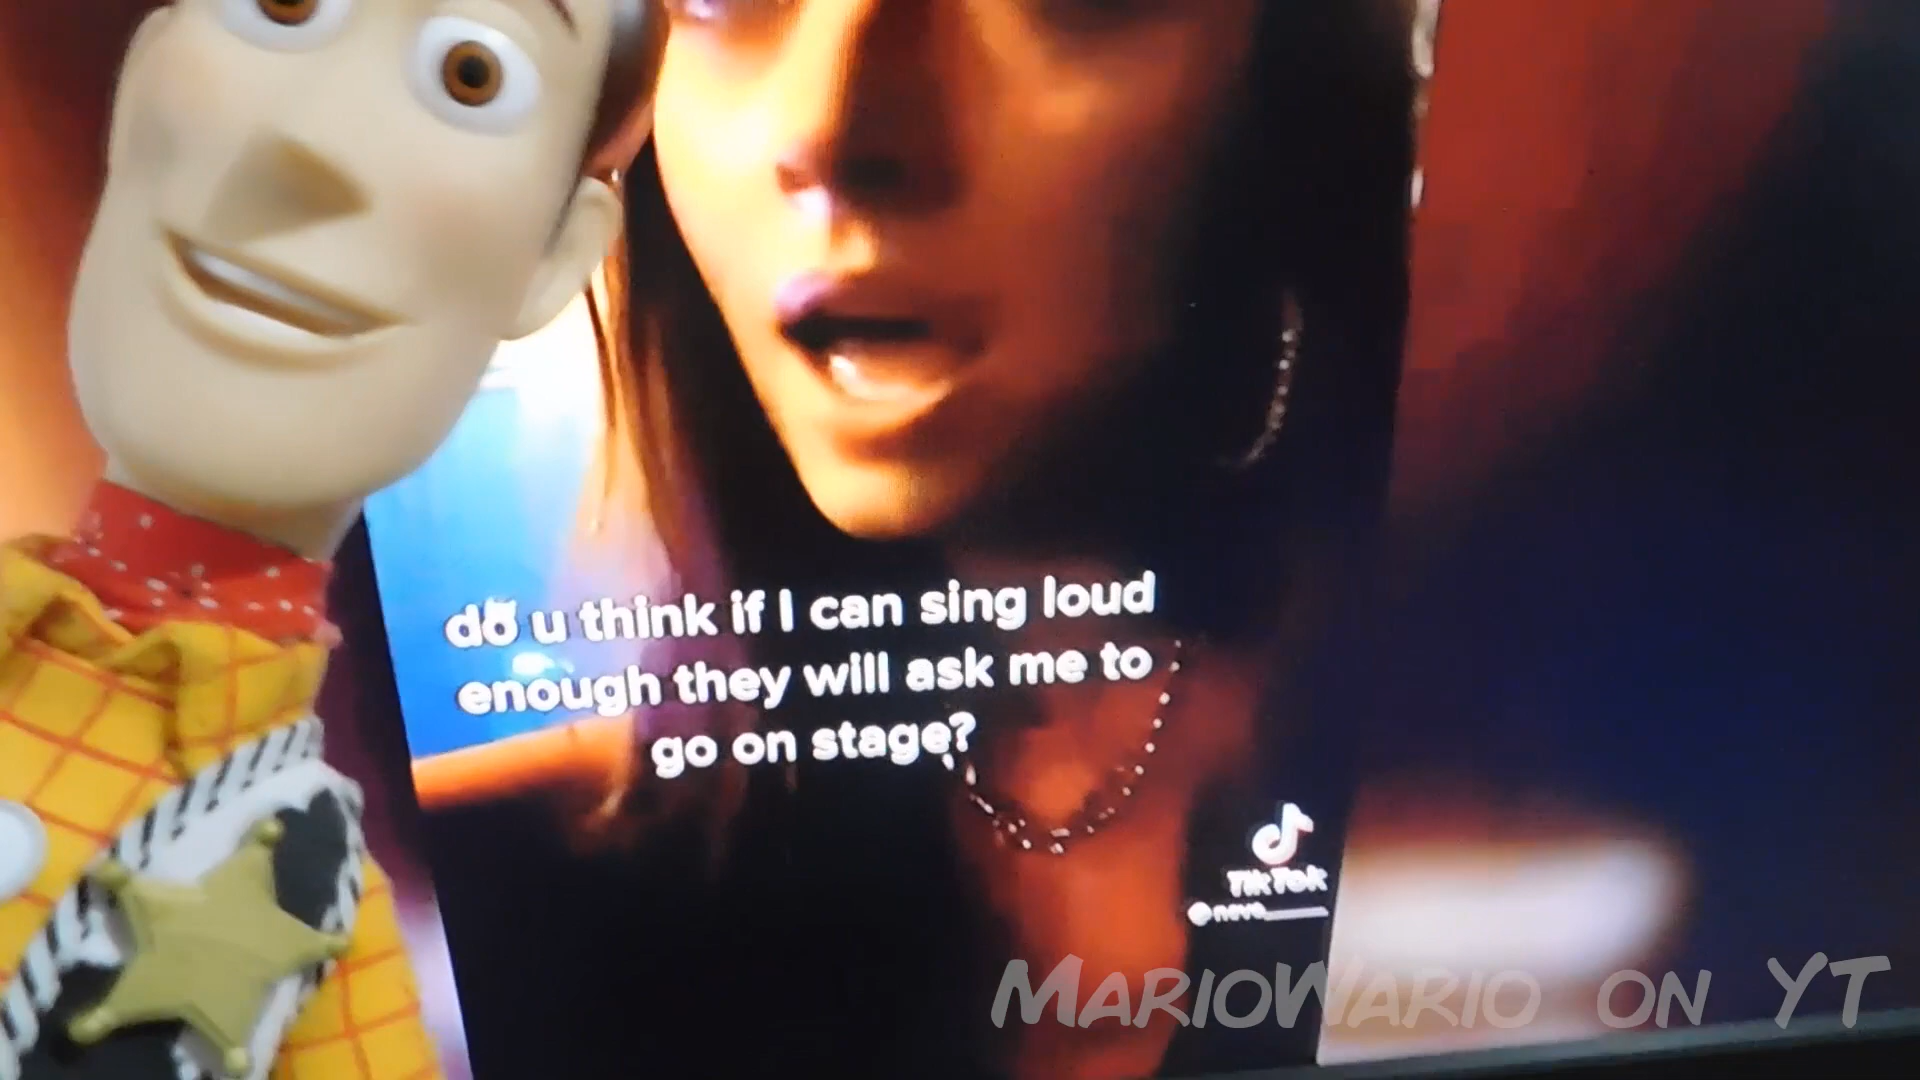 do u think if I can sing loud
enough they will ask me to
go on stage?
TikTok
MARIOWARIO ON YT